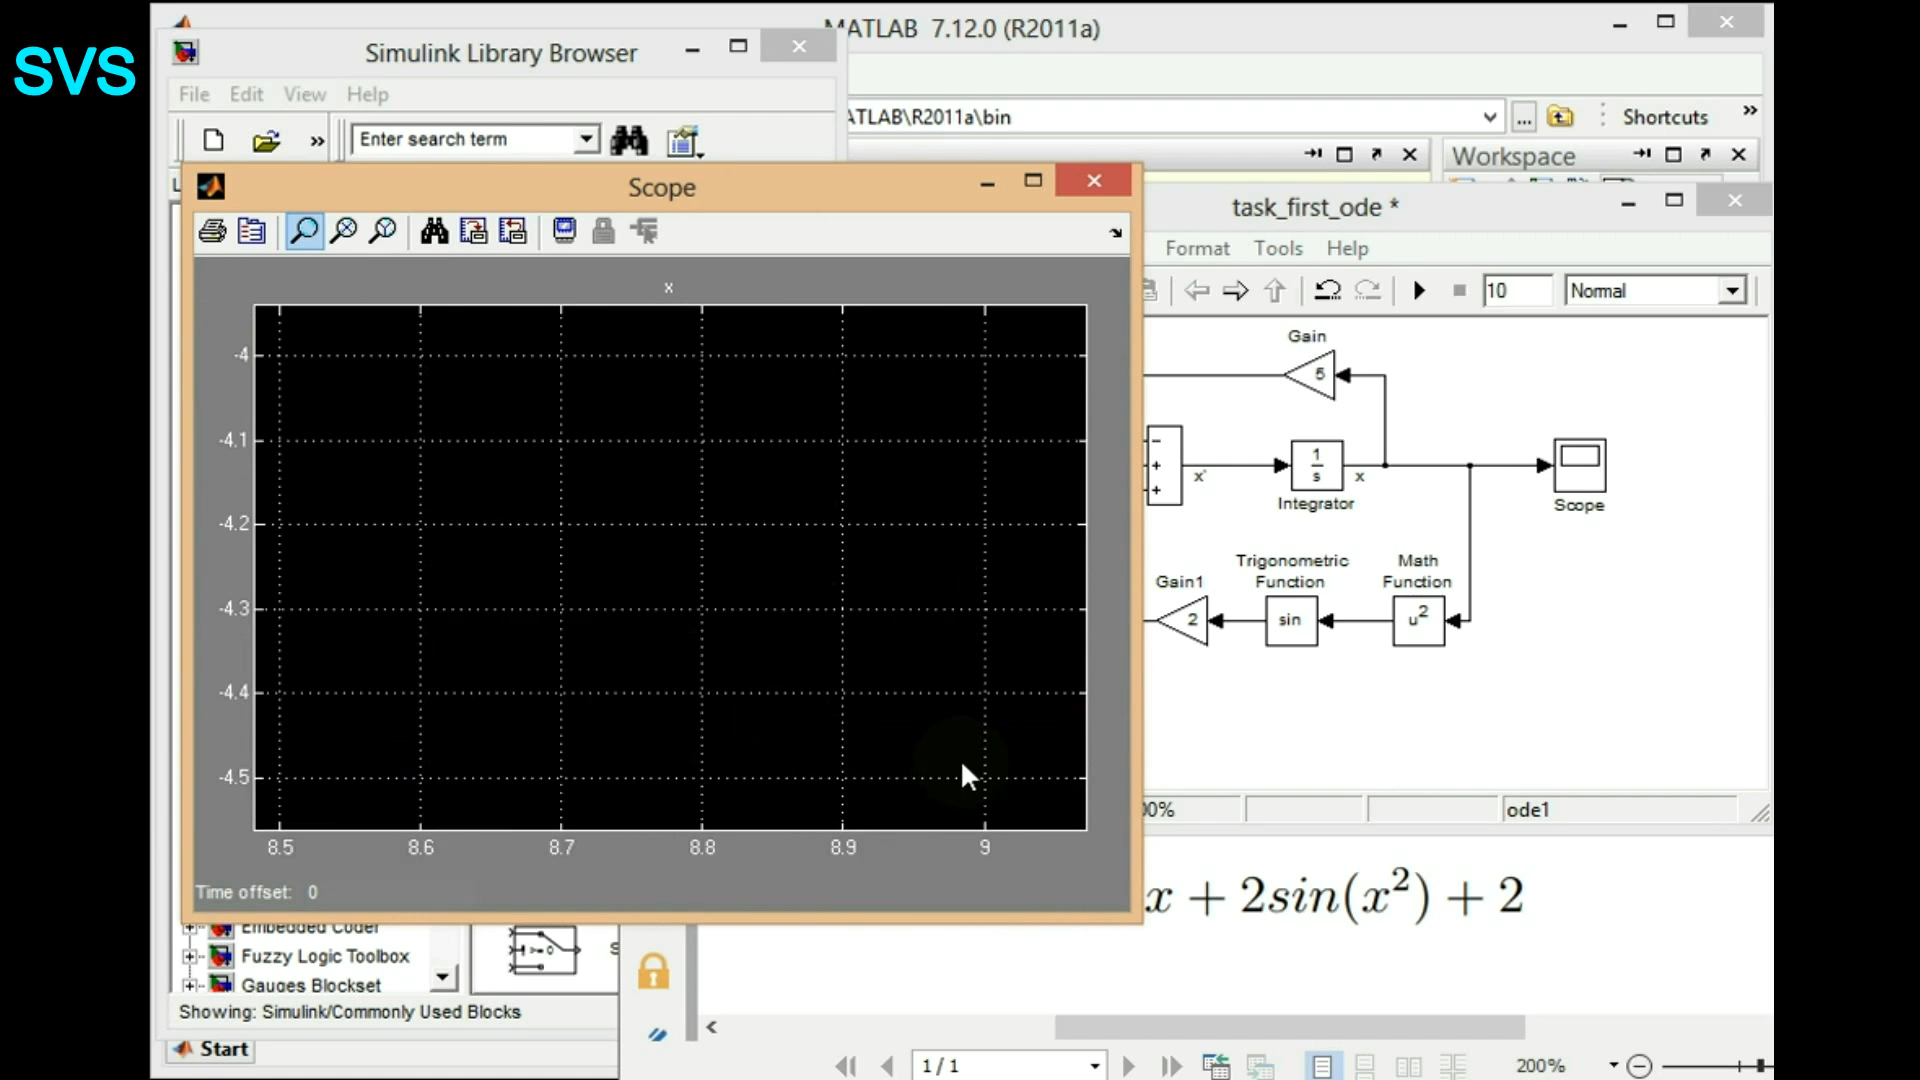 SVS
MATLAB 7.12.0 (R2011a)
Simulink Library Browser
File Edit View Help
Enter search term
ATLAB\R2011a\bin
...
Shortcuts
»
Workspace
Scope
task_first_ode *
Format Tools Help
10
Normal
x
-4
-4.1
-4.2
-4.3
-4.4
-4.5
8.5 8.6 8.7 8.8 8.9 9
Time offset: 0
Gain
5
-
+
+
x'
1
s
x
Integrator
Scope
Gain1
2
Trigonometric
Function
sin
Math
Function
u2
00%
ode1
x + 2sin(x²) + 2
Embedded Coder
Fuzzy Logic Toolbox
Gauges Blockset
Showing: Simulink/Commonly Used Blocks
Start
1 / 1
200%